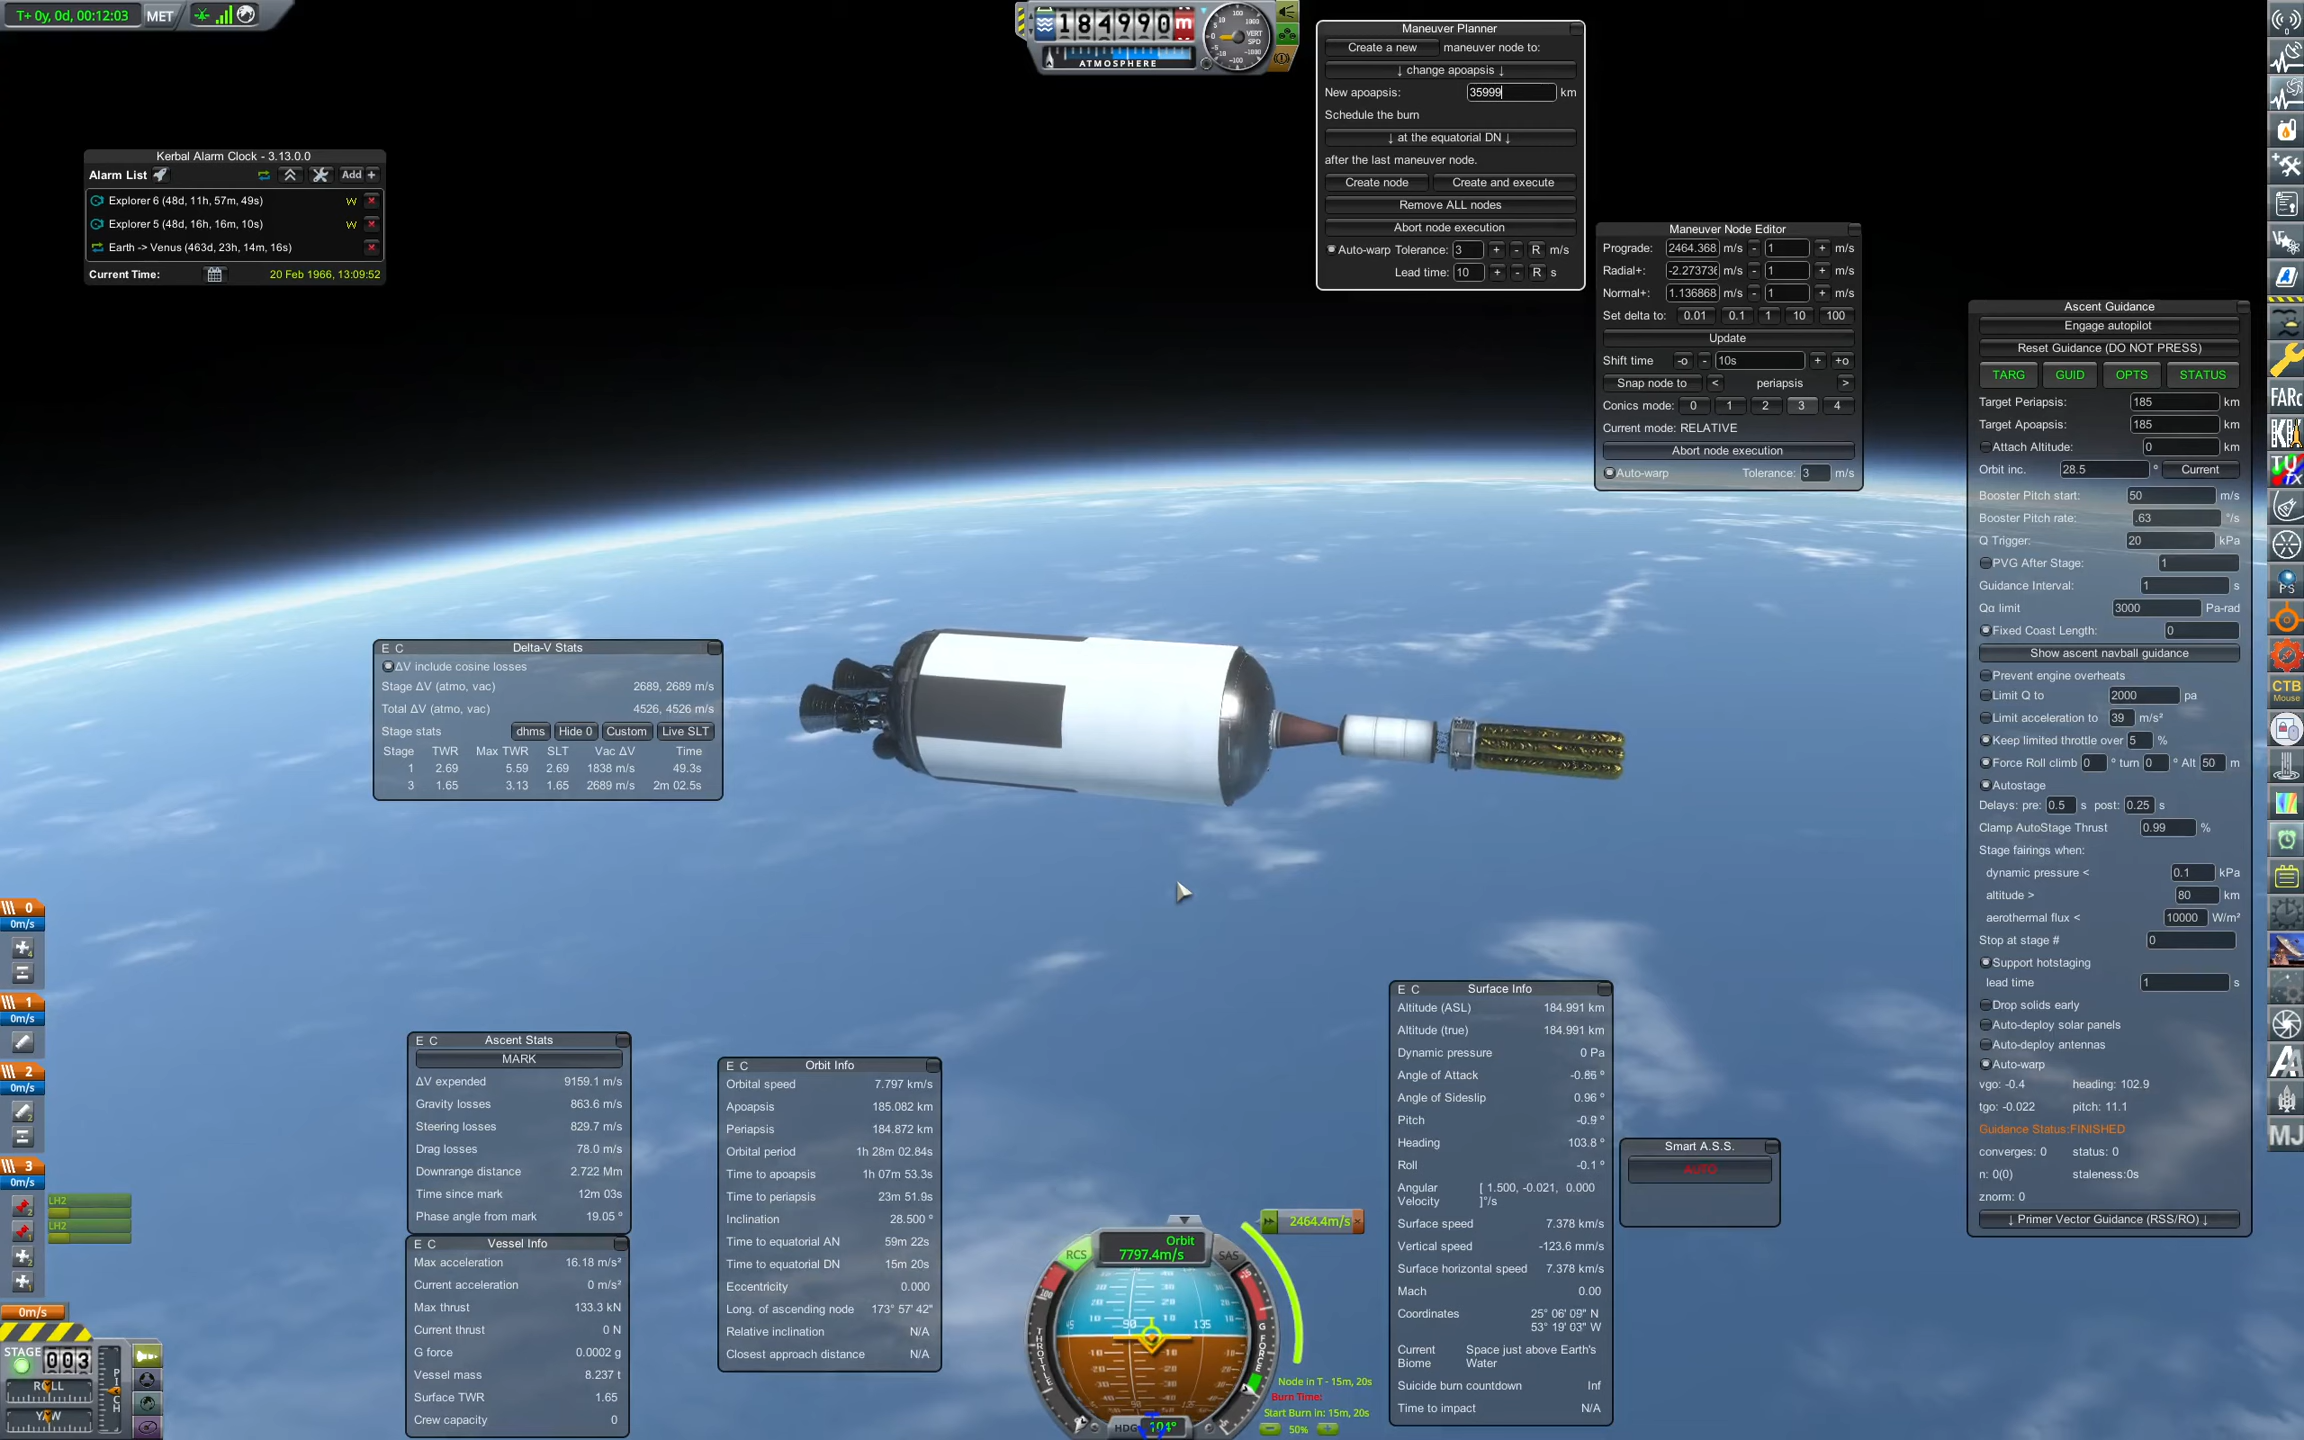 T+ 0y, 0d, 00:12:03 MET
184990 m
ATMOSPHERE
VERT SPD
Maneuver Planner
Create a new maneuver node to:
↓ change apoapsis ↓
New apoapsis: 35999 km
Schedule the burn
↓ at the equatorial DN ↓
after the last maneuver node.
Create node Create and execute
Remove ALL nodes
Abort node execution
Auto-warp Tolerance: 3 + - R m/s
Lead time: 10 + - R s
Kerbal Alarm Clock - 3.13.0.0
Alarm List Add +
Explorer 6 (48d, 11h, 57m, 49s) W
Explorer 5 (48d, 16h, 16m, 10s) W
Earth -> Venus (463d, 23h, 14m, 16s)
Current Time: 20 Feb 1966, 13:09:52
Maneuver Node Editor
Prograde: 2464.368 m/s - 1 + m/s
Radial+: -2.273736 m/s - 1 + m/s
Normal+: 1.136868 m/s - 1 + m/s
Set delta to: 0.01 0.1 1 10 100
Update
Shift time -o - 10s + +o
Snap node to < periapsis >
Conics mode: 0 1 2 3 4
Current mode: RELATIVE
Abort node execution
Auto-warp Tolerance: 3 m/s
Ascent Guidance
Engage autopilot
Reset Guidance (DO NOT PRESS)
TARG GUID OPTS STATUS
Target Periapsis: 185 km
Target Apoapsis: 185 km
Attach Altitude: 0 km
Orbit inc. 28.5 º Current
Booster Pitch start: 50 m/s
Booster Pitch rate: .63 °/s
Q Trigger: 20 kPa
PVG After Stage: 1
Guidance Interval: 1 s
Qα limit 3000 Pa-rad
Fixed Coast Length: 0
Show ascent navball guidance
Prevent engine overheats
Limit Q to 2000 pa
Limit acceleration to 39 m/s²
Keep limited throttle over 5 %
Force Roll climb 0 º turn 0 º Alt 50 m
Autostage
Delays: pre: 0.5 s post: 0.25 s
Clamp AutoStage Thrust 0.99 %
Stage fairings when:
dynamic pressure < 0.1 kPa
altitude > 80 km
aerothermal flux < 10000 W/m²
Stop at stage # 0
Support hotstaging
lead time 1 s
Drop solids early
Auto-deploy solar panels
Auto-deploy antennas
Auto-warp
vgo: -0.4 heading: 102.9
tgo: -0.022 pitch: 11.1
Guidance Status:FINISHED
converges: 0 status: 0
n: 0(0) staleness:0s
znorm: 0
↓ Primer Vector Guidance (RSS/RO) ↓
E C Delta-V Stats
ΔV include cosine losses
Stage ΔV (atmo, vac) 2689, 2689 m/s
Total ΔV (atmo, vac) 4526, 4526 m/s
Stage stats dhms Hide 0 Custom Live SLT
Stage TWR Max TWR SLT Vac ΔV Time
1 2.69 5.59 2.69 1838 m/s 49.3s
3 1.65 3.13 1.65 2689 m/s 2m 02.5s
0
0m/s
1
0m/s
2
0m/s
3
0m/s
LH2
LH2
0m/s
STAGE 003
ROLL
YAW
PITCH
E C Ascent Stats
MARK
ΔV expended 9159.1 m/s
Gravity losses 863.6 m/s
Steering losses 829.7 m/s
Drag losses 78.0 m/s
Downrange distance 2.722 Mm
Time since mark 12m 03s
Phase angle from mark 19.05 º
E C Vessel Info
Max acceleration 16.18 m/s²
Current acceleration 0 m/s²
Max thrust 133.3 kN
Current thrust 0 N
G force 0.0002 g
Vessel mass 8.237 t
Surface TWR 1.65
Crew capacity 0
E C Orbit Info
Orbital speed 7.797 km/s
Apoapsis 185.082 km
Periapsis 184.872 km
Orbital period 1h 28m 02.84s
Time to apoapsis 1h 07m 53.3s
Time to periapsis 23m 51.9s
Inclination 28.500 º
Time to equatorial AN 59m 22s
Time to equatorial DN 15m 20s
Eccentricity 0.000
Long. of ascending node 173° 57' 42"
Relative inclination N/A
Closest approach distance N/A
E C Surface Info
Altitude (ASL) 184.991 km
Altitude (true) 184.991 km
Dynamic pressure 0 Pa
Angle of Attack -0.86 º
Angle of Sideslip 0.96 º
Pitch -0.9 º
Heading 103.8 º
Roll -0.1 º
Angular Velocity [ 1.500, -0.021, 0.000 ]°/s
Surface speed 7.378 km/s
Vertical speed -123.6 mm/s
Surface horizontal speed 7.378 km/s
Mach 0.00
Coordinates 25° 06' 09" N
53° 19' 03" W
Current Biome Space just above Earth's Water
Suicide burn countdown Inf
Time to impact N/A
Smart A.S.S.
AUTO
2464.4m/s
RCS Orbit SAS
7797.4m/s
THROTTLE
G FORCE
HDG 104°
Node in T - 15m, 20s
Burn Time:
Start Burn in: 15m, 20s
50%
FARc
CTB
Mouse
PS
MJ